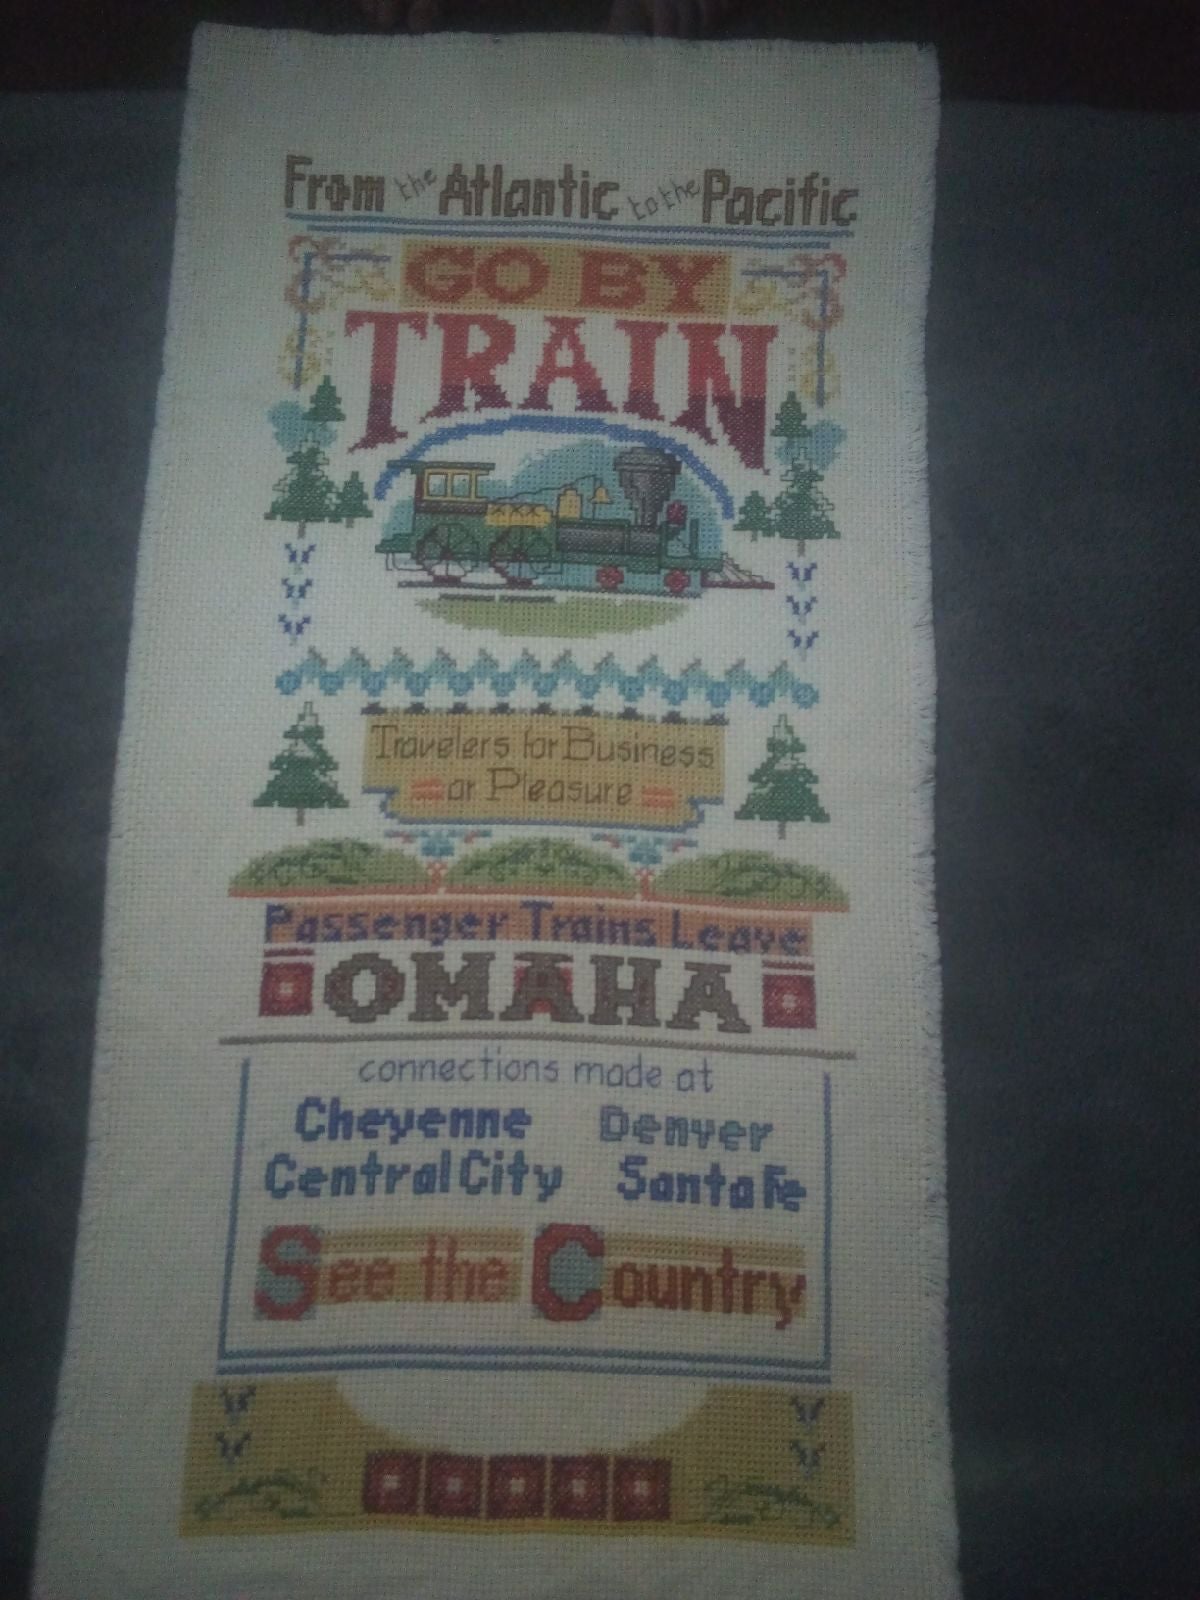 From the Atlantic to the Pacific
GO BY
TRAIN
Travelers for Business
or Pleasure
Passenger Trains Leave
OMAHA
connections made at
Cheyenne Denver
Central City Santa Fe
See the Country